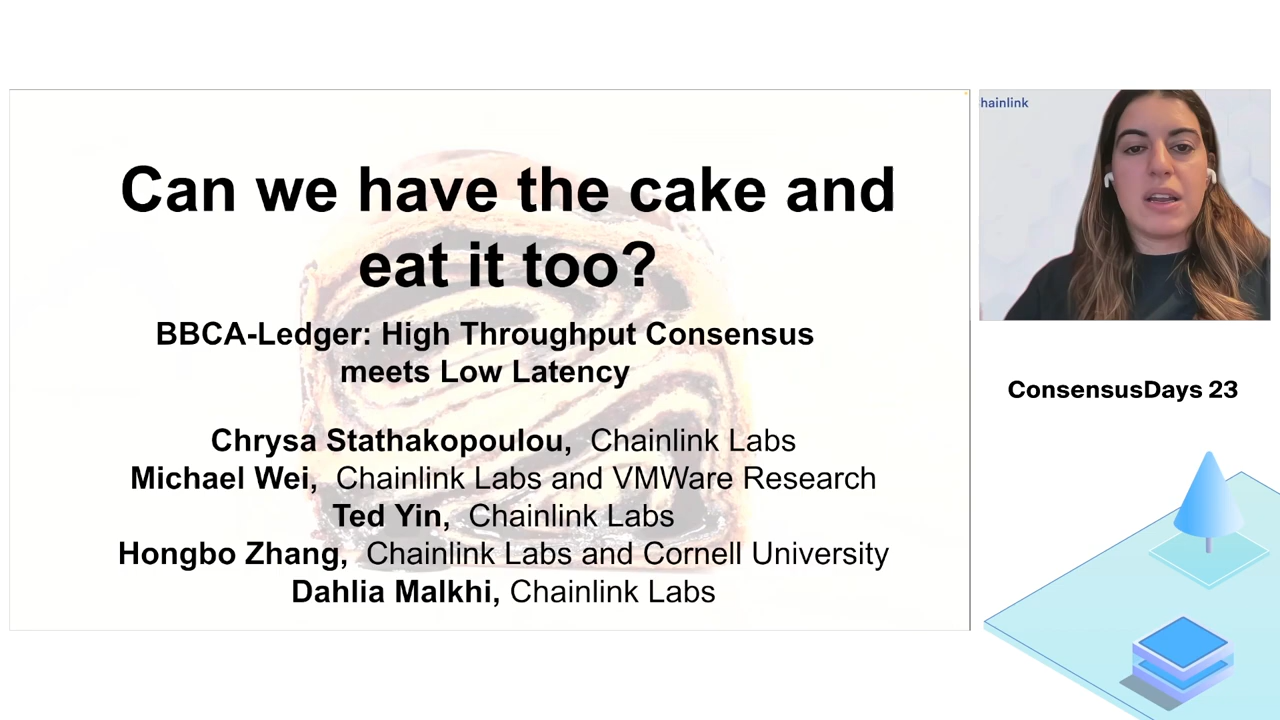 Can we have the cake and
eat it too?
BBCA-Ledger: High Throughput Consensus
meets Low Latency
Chrysa Stathakopoulou, Chainlink Labs
Michael Wei, Chainlink Labs and VMWare Research
Ted Yin, Chainlink Labs
Hongbo Zhang, Chainlink Labs and Cornell University
Dahlia Malkhi, Chainlink Labs
hainlink
ConsensusDays 23